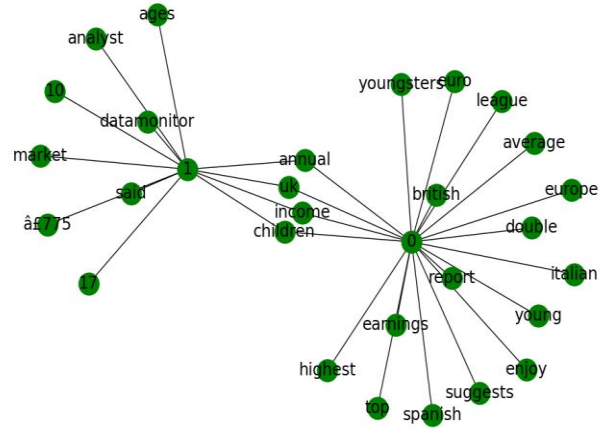 ages
analyst
youngsters
euro
10
league
datamonitor
average
market
annual
1
uk
british
europe
said
income
â£775
children
double
0
report
italian
17
young
earnings
highest
enjoy
suggests
top
spanish